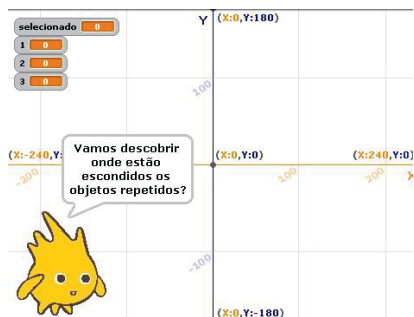 selecionado 0
1 0
2 0
3 0
Y
(X:0,Y:180)
100
(X:-240,Y:
(X:0,Y:0)
(X:240,Y:0)
-200
100
200
X
Vamos descobrir
onde estão
escondidos os
objetos repetidos?
-100
(X:0,Y:-180)